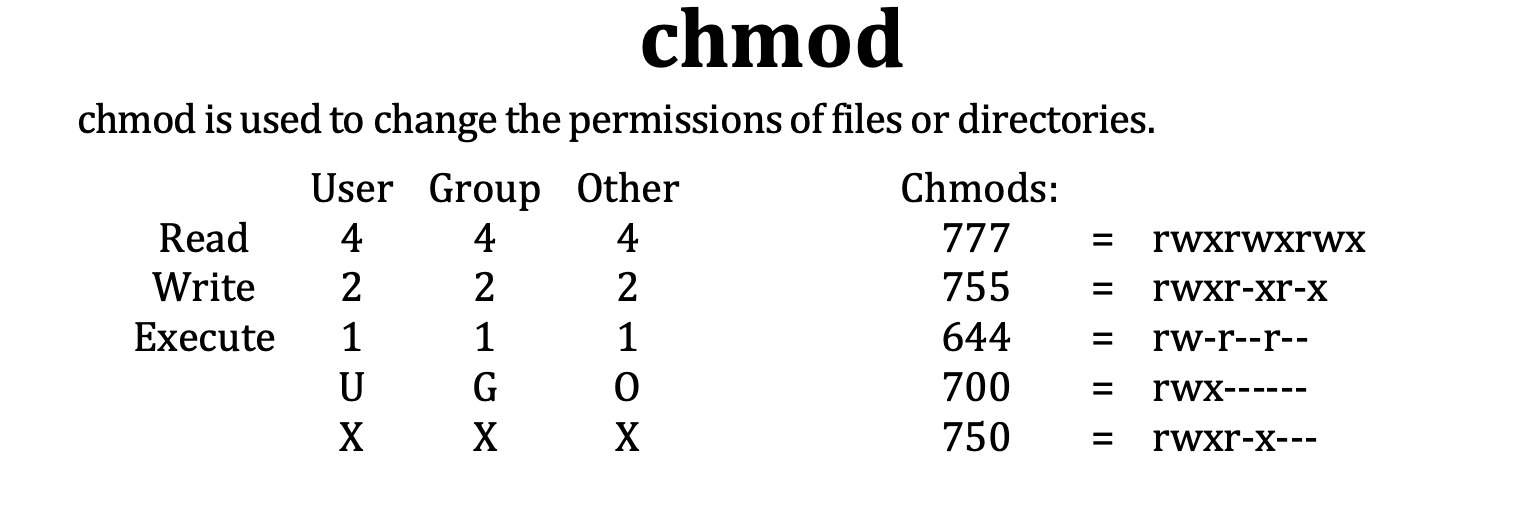 chmod
chmod is used to change the permissions of files or directories.
User Group Other Chmods:
Read 4 4 4 777 = rwxrwxrwx
Write 2 2 2 755 = rwxr-xr-x
Execute 1 1 1 644 = rw-r--r--
U G O 700 = rwx------
X X X 750 = rwxr-x---